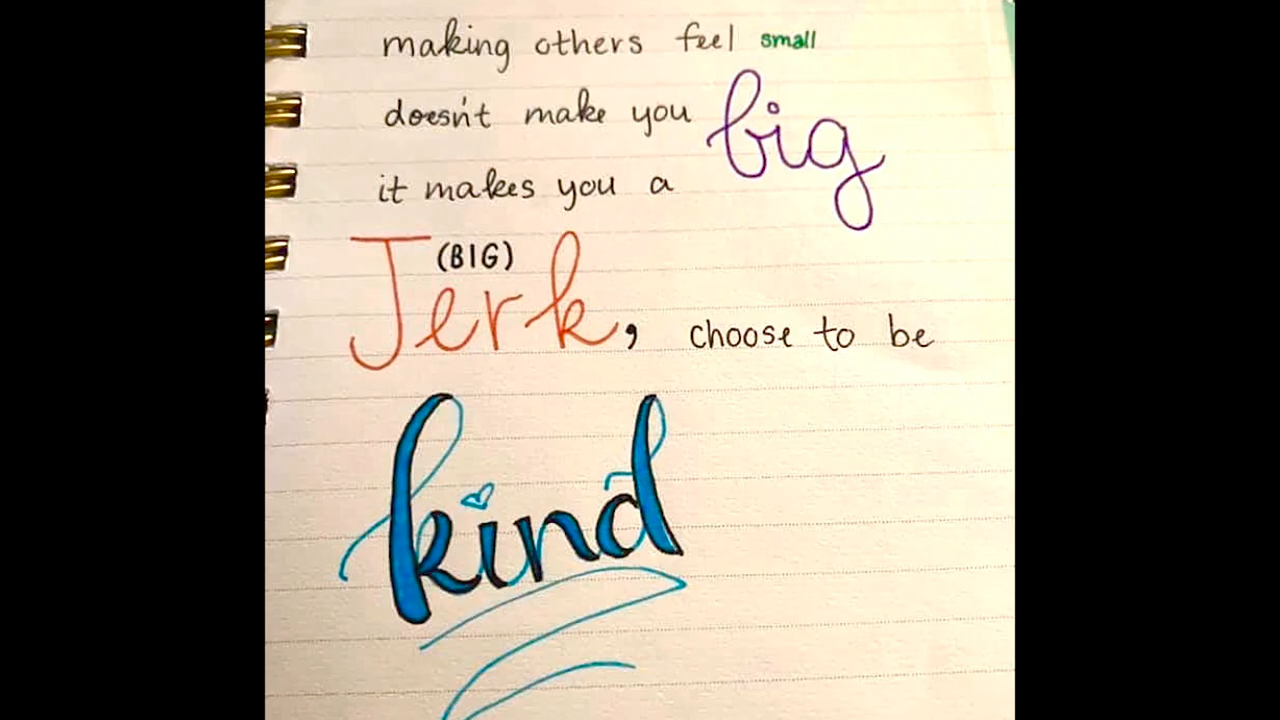 making others feel small
doesn't make you big
it makes you a
(BIG)
Jerk, choose to be
kind